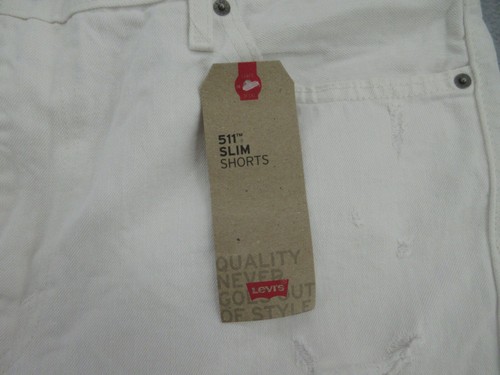 511™
SLIM
SHORTS
QUALITY
NEVER
GOES OUT
OF STYLE
Levi's